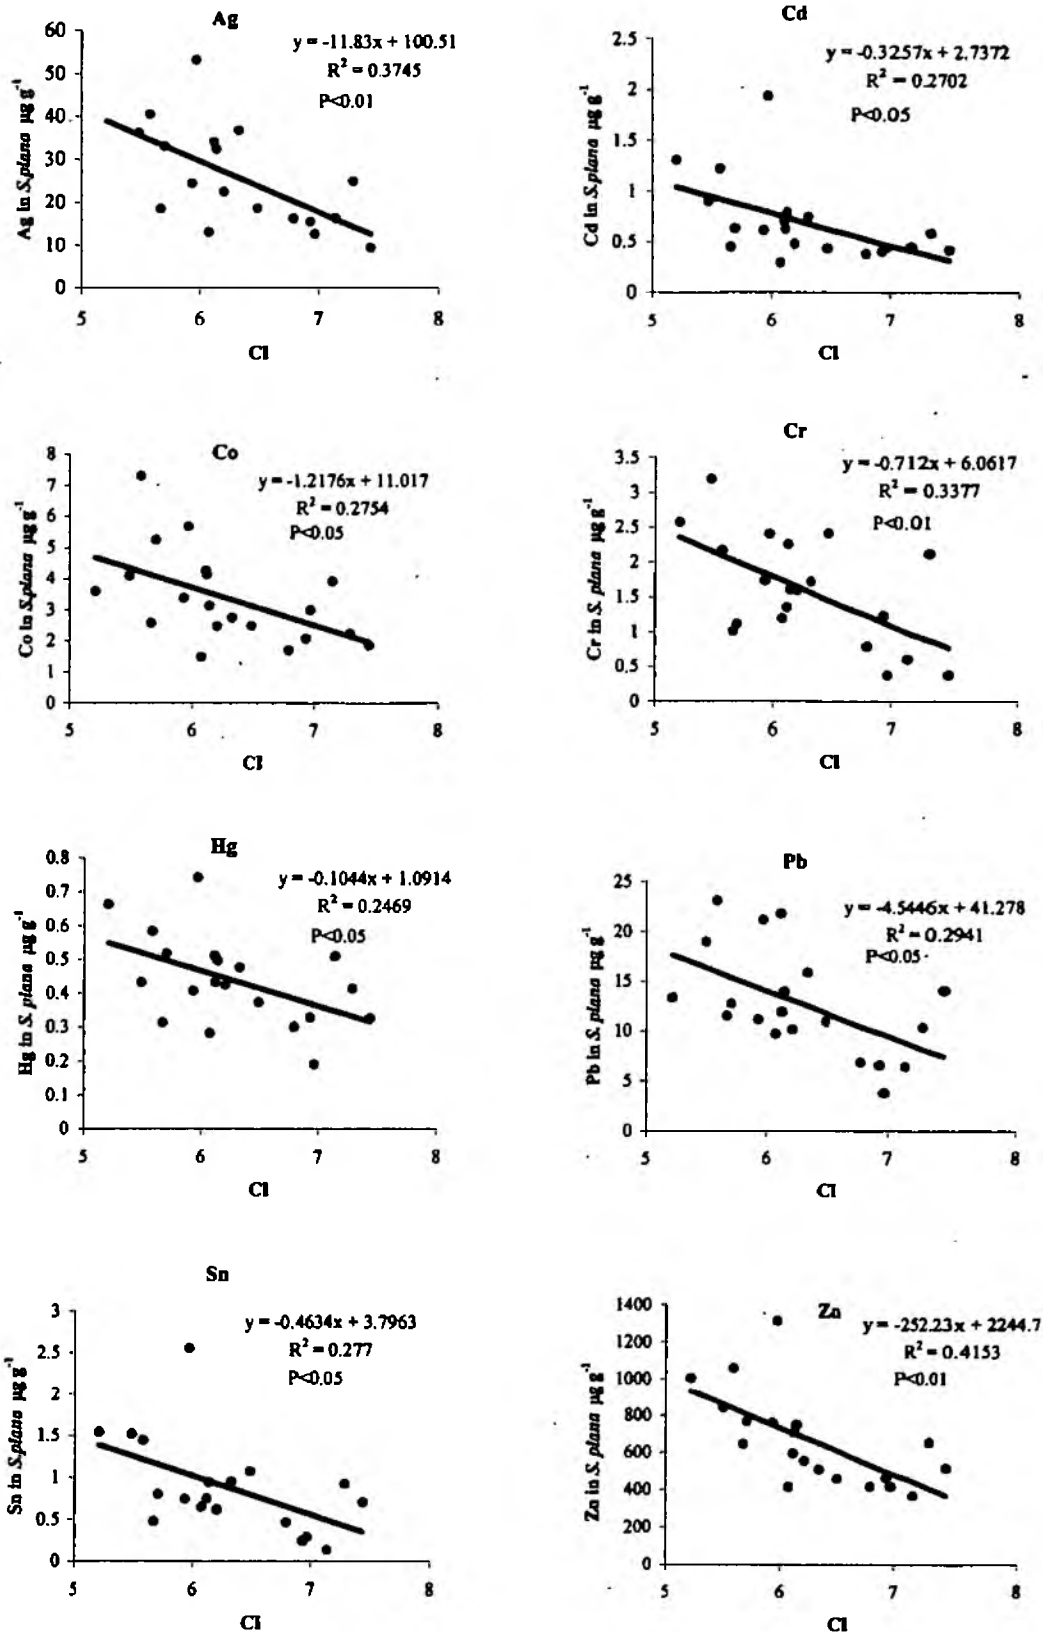 Ag
y = -11.83x + 100.51
R² = 0.3745
P<0.01
Ag in S.plana µg g⁻¹
60
50
40
30
20
10
0
5 6 7 8
CI
Cd
y = -0.3257x + 2.7372
R² = 0.2702
P<0.05
Cd in S.plana µg g⁻¹
2.5
2
1.5
1
0.5
0
5 6 7 8
CI
Co
y = -1.2176x + 11.017
R² = 0.2754
P<0.05
Co in S.plana µg g⁻¹
8
7
6
5
4
3
2
1
0
5 6 7 8
CI
Cr
y = -0.712x + 6.0617
R² = 0.3377
P<0.01
Cr in S. plana µg g⁻¹
3.5
3
2.5
2
1.5
1
0.5
0
5 6 7 8
CI
Hg
y = -0.1044x + 1.0914
R² = 0.2469
P<0.05
Hg in S. plana µg g⁻¹
0.8
0.7
0.6
0.5
0.4
0.3
0.2
0.1
0
5 6 7 8
CI
Pb
y = -4.5446x + 41.278
R² = 0.2941
P<0.05
Pb in S. plana µg g⁻¹
25
20
15
10
5
0
5 6 7 8
CI
Sn
y = -0.4634x + 3.7963
R² = 0.277
P<0.05
Sn in S.plana µg g⁻¹
3
2.5
2
1.5
1
0.5
0
5 6 7 8
CI
Zn
y = -252.23x + 2244.7
R² = 0.4153
P<0.01
Zn in S. plana µg g⁻¹
1400
1200
1000
800
600
400
200
0
5 6 7 8
CI